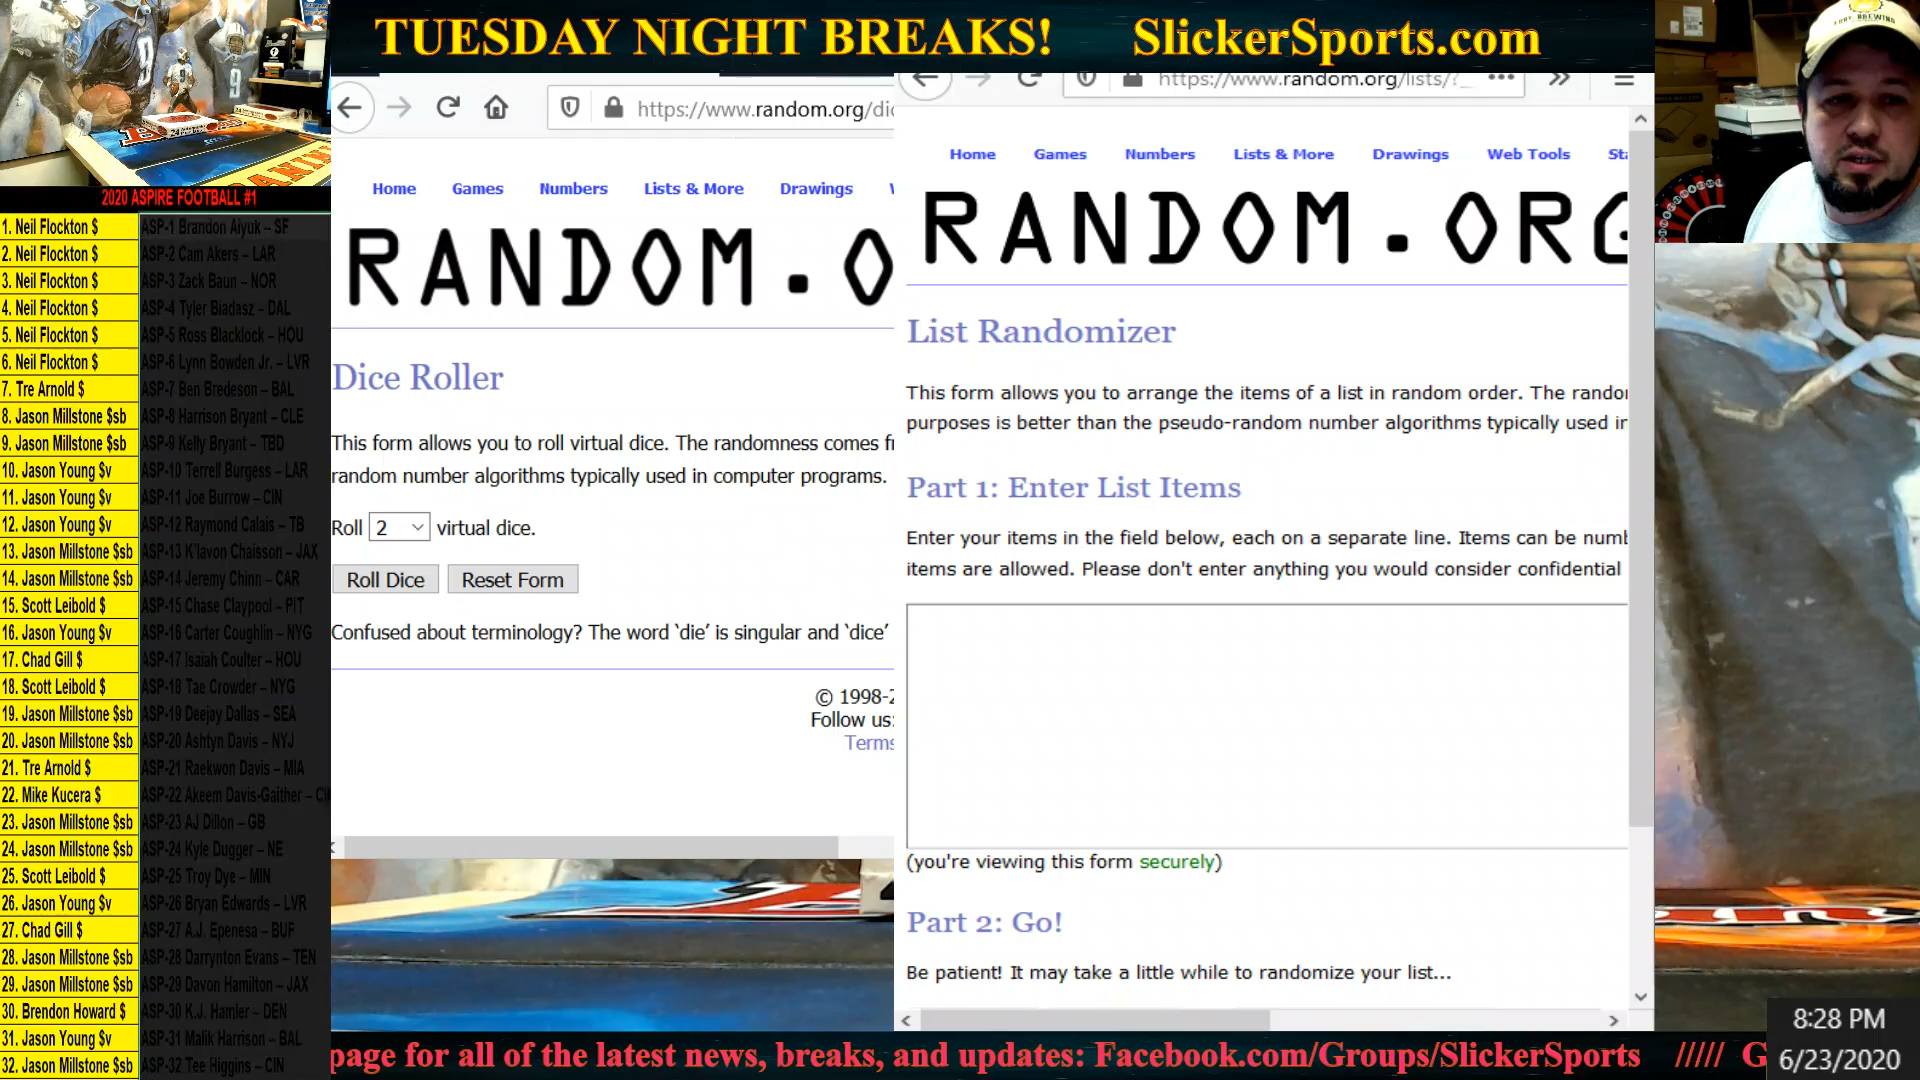 TUESDAY NIGHT BREAKS! SlickerSports.com
2020 ASPIRE FOOTBALL #1
1. Neil Flockton $ ASP-1 Brandon Aiyuk – SF
2. Neil Flockton $ ASP-2 Cam Akers – LAR
3. Neil Flockton $ ASP-3 Zack Baun – NOR
4. Neil Flockton $ ASP-4 Tyler Biadasz – DAL
5. Neil Flockton $ ASP-5 Ross Blacklock – HOU
6. Neil Flockton $ ASP-6 Lynn Bowden Jr. – LVR
7. Tre Arnold $ ASP-7 Ben Bredeson – BAL
8. Jason Millstone $sb ASP-8 Harrison Bryant – CLE
9. Jason Millstone $sb ASP-9 Kelly Bryant – TBD
10. Jason Young $v ASP-10 Terrell Burgess – LAR
11. Jason Young $v ASP-11 Joe Burrow – CIN
12. Jason Young $v ASP-12 Raymond Calais – TB
13. Jason Millstone $sb ASP-13 K'lavon Chaisson – JAX
14. Jason Millstone $sb ASP-14 Jeremy Chinn – CAR
15. Scott Leibold $ ASP-15 Chase Claypool – PIT
16. Jason Young $v ASP-16 Carter Coughlin – NYG
17. Chad Gill $ ASP-17 Isaiah Coulter – HOU
18. Scott Leibold $ ASP-18 Tae Crowder – NYG
19. Jason Millstone $sb ASP-19 Deejay Dallas – SEA
20. Jason Millstone $sb ASP-20 Ashtyn Davis – NYJ
21. Tre Arnold $ ASP-21 Raekwon Davis – MIA
22. Mike Kucera $ ASP-22 Akeem Davis-Gaither – CI
23. Jason Millstone $sb ASP-23 AJ Dillon – GB
24. Jason Millstone $sb ASP-24 Kyle Dugger – NE
25. Scott Leibold $ ASP-25 Troy Dye – MIN
26. Jason Young $v ASP-26 Bryan Edwards – LVR
27. Chad Gill $ ASP-27 A.J. Epenesa – BUF
28. Jason Millstone $sb ASP-28 Darrynton Evans – TEN
29. Jason Millstone $sb ASP-29 Davon Hamilton – JAX
30. Brendon Howard $ ASP-30 K.J. Hamler – DEN
31. Jason Young $v ASP-31 Malik Harrison – BAL
32. Jason Millstone $sb ASP-32 Tee Higgins – CIN
https://www.random.org/dic
Home Games Numbers Lists & More Drawings
RANDOM.O
Dice Roller
This form allows you to roll virtual dice. The randomness comes f
random number algorithms typically used in computer programs.
Roll 2 virtual dice.
Roll Dice Reset Form
Confused about terminology? The word ‘die’ is singular and ‘dice’
© 1998-2
Follow us:
Terms
https://www.random.org/lists/?
Home Games Numbers Lists & More Drawings Web Tools Sta
RANDOM.ORG
List Randomizer
This form allows you to arrange the items of a list in random order. The rando
purposes is better than the pseudo-random number algorithms typically used in
Part 1: Enter List Items
Enter your items in the field below, each on a separate line. Items can be numb
items are allowed. Please don't enter anything you would consider confidential
(you're viewing this form securely)
Part 2: Go!
Be patient! It may take a little while to randomize your list...
page for all of the latest news, breaks, and updates: Facebook.com/Groups/SlickerSports ///// G
8:28 PM
6/23/2020